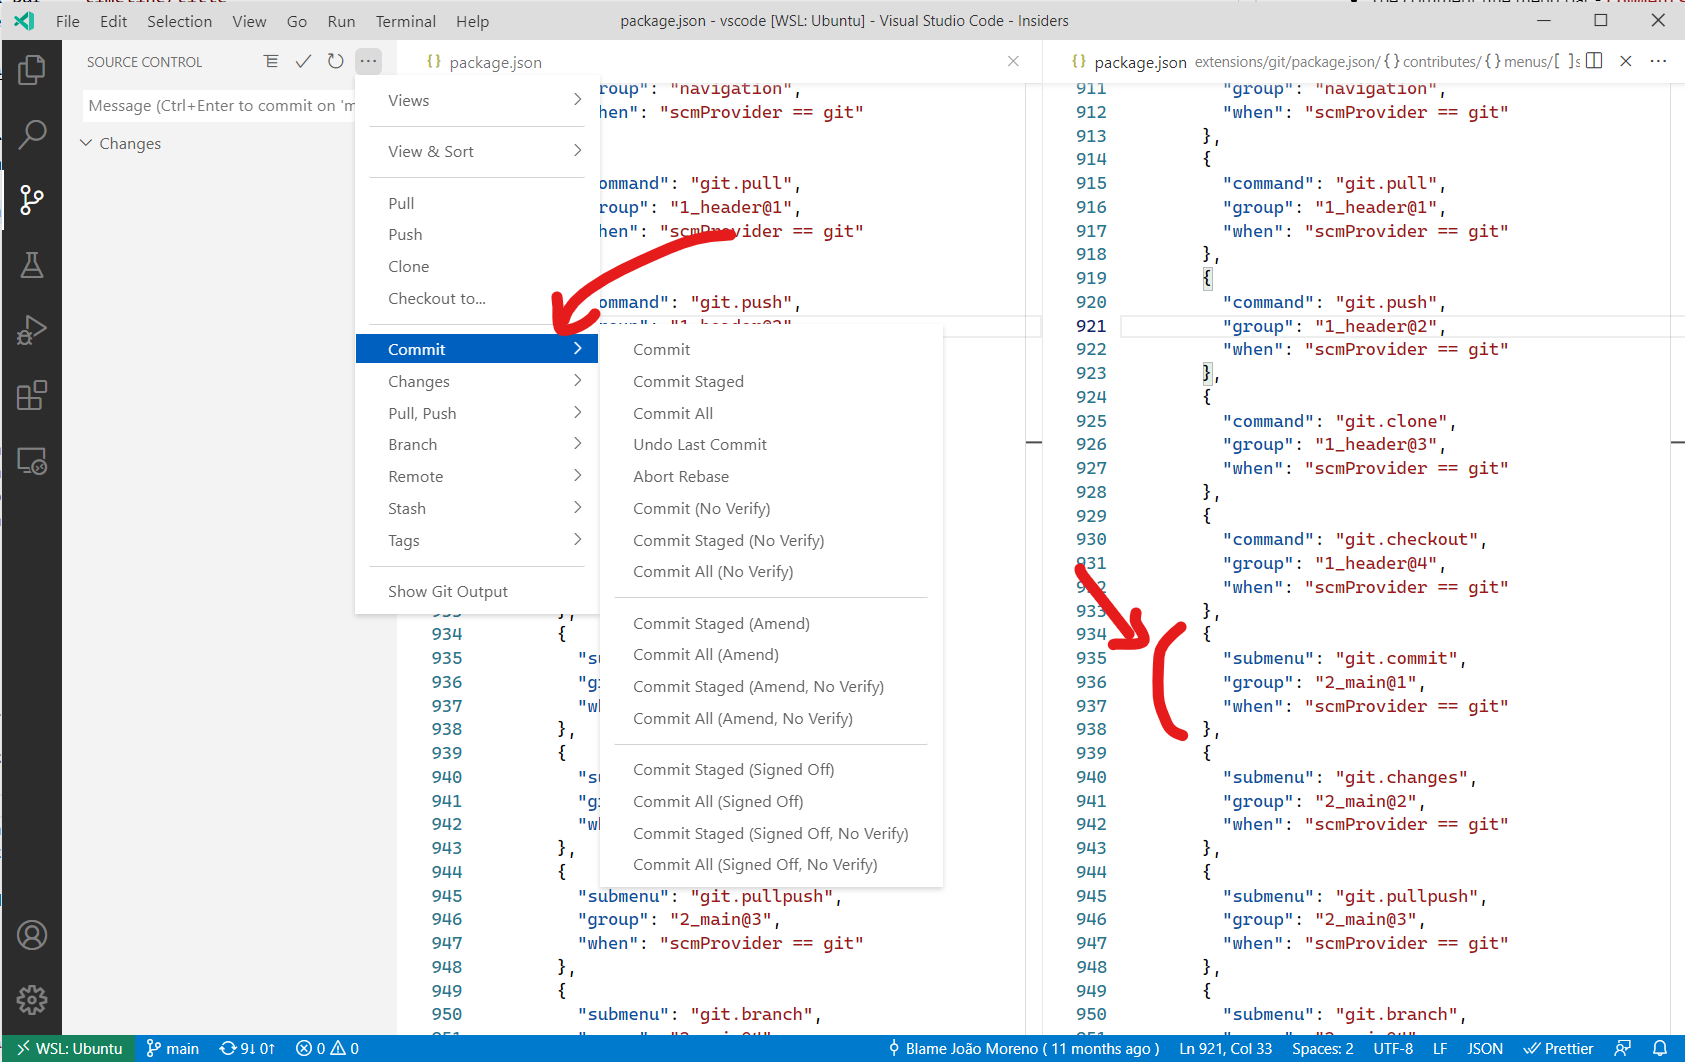 File Edit Selection View Go Run Terminal Help
package.json - vscode [WSL: Ubuntu] - Visual Studio Code - Insiders
SOURCE CONTROL
Message (Ctrl+Enter to commit on 'm
Changes
Views
View & Sort
Pull
Push
Clone
Checkout to...
Commit
Changes
Pull, Push
Branch
Remote
Stash
Tags
Show Git Output
Commit
Commit Staged
Commit All
Undo Last Commit
Abort Rebase
Commit (No Verify)
Commit Staged (No Verify)
Commit All (No Verify)
Commit Staged (Amend)
Commit All (Amend)
Commit Staged (Amend, No Verify)
Commit All (Amend, No Verify)
Commit Staged (Signed Off)
Commit All (Signed Off)
Commit Staged (Signed Off, No Verify)
Commit All (Signed Off, No Verify)
{} package.json
roup": "navigation",
hen": "scmProvider == git"
ommand": "git.pull",
roup": "1_header@1",
hen": "scmProvider == git"
ommand": "git.push",
934 {
935 "s
936 "g
937 "w
938 },
939 {
940 "s
941 "g
942 "w
943 },
944 {
945 "submenu": "git.pullpush",
946 "group": "2_main@3",
947 "when": "scmProvider == git"
948 },
949 {
950 "submenu": "git.branch",
{} package.json extensions/git/package.json/ {} contributes/ {} menus/ [ ] s
911 "group": "navigation",
912 "when": "scmProvider == git"
913 },
914 {
915 "command": "git.pull",
916 "group": "1_header@1",
917 "when": "scmProvider == git"
918 },
919 {
920 "command": "git.push",
921 "group": "1_header@2",
922 "when": "scmProvider == git"
923 },
924 {
925 "command": "git.clone",
926 "group": "1_header@3",
927 "when": "scmProvider == git"
928 },
929 {
930 "command": "git.checkout",
931 "group": "1_header@4",
932 "when": "scmProvider == git"
933 },
934 {
935 "submenu": "git.commit",
936 "group": "2_main@1",
937 "when": "scmProvider == git"
938 },
939 {
940 "submenu": "git.changes",
941 "group": "2_main@2",
942 "when": "scmProvider == git"
943 },
944 {
945 "submenu": "git.pullpush",
946 "group": "2_main@3",
947 "when": "scmProvider == git"
948 },
949 {
950 "submenu": "git.branch",
WSL: Ubuntu main 9↓ 0↑ 0 0 Blame João Moreno ( 11 months ago ) Ln 921, Col 33 Spaces: 2 UTF-8 LF JSON Prettier